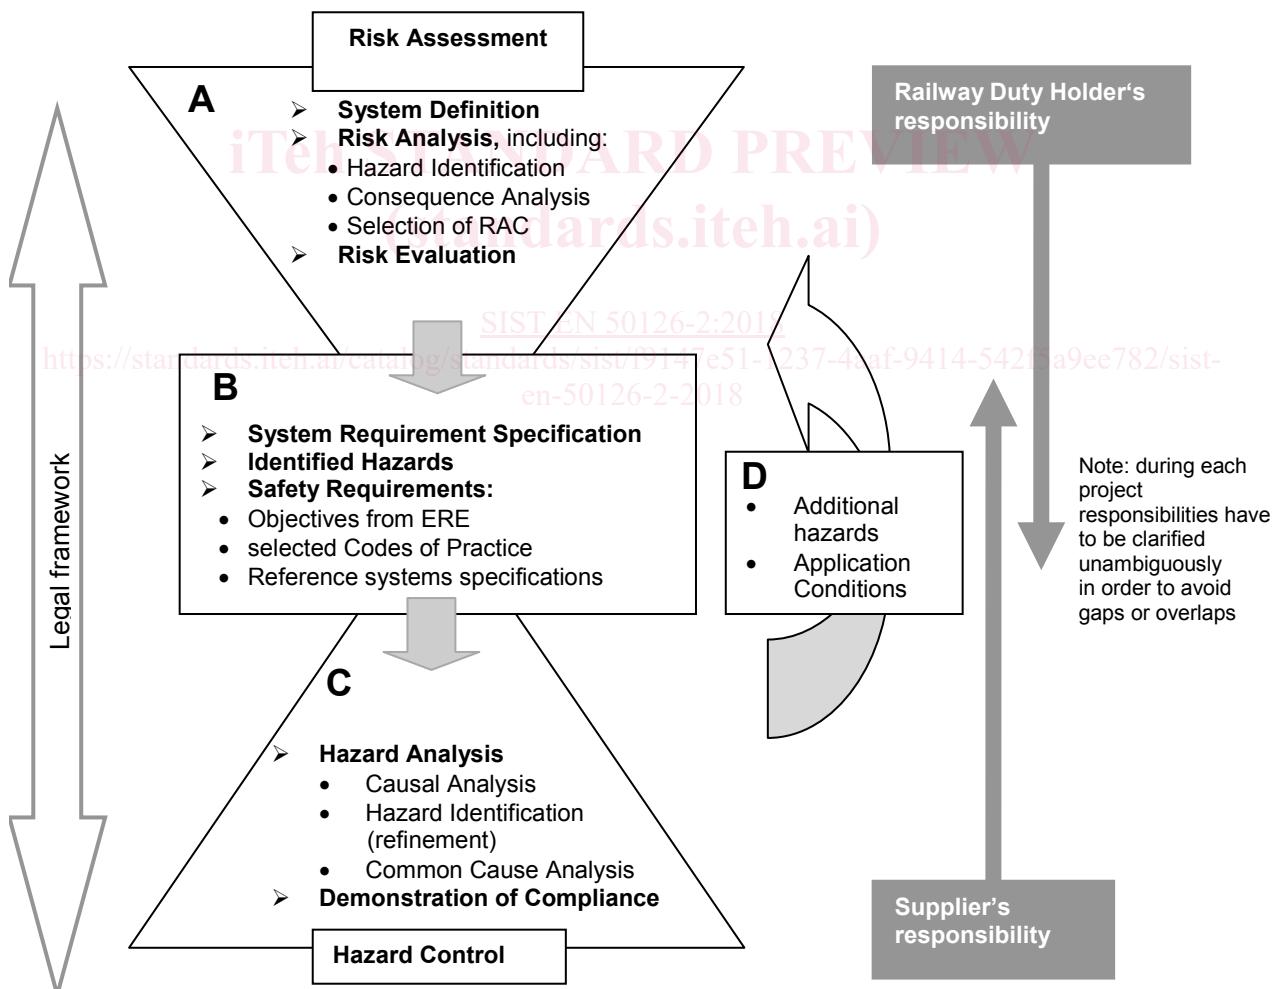 Risk Assessment
A
➢ System Definition
➢ Risk Analysis, including:
• Hazard Identification
• Consequence Analysis
• Selection of RAC
➢ Risk Evaluation
Railway Duty Holder‘s
responsibility
iTeh STANDARD PREVIEW
(standards.iteh.ai)
SIST EN 50126-2:2018
https://standards.iteh.ai/catalog/standards/sist/f9147e51-1237-4aaf-9414-542f5a9ee782/sist-
en-50126-2-2018
Legal framework
B
➢ System Requirement Specification
➢ Identified Hazards
➢ Safety Requirements:
• Objectives from ERE
• selected Codes of Practice
• Reference systems specifications
D
• Additional
hazards
• Application
Conditions
Note: during each
project
responsibilities have
to be clarified
unambiguously
in order to avoid
gaps or overlaps
C
➢ Hazard Analysis
• Causal Analysis
• Hazard Identification
(refinement)
• Common Cause Analysis
➢ Demonstration of Compliance
Hazard Control
Supplier’s
responsibility